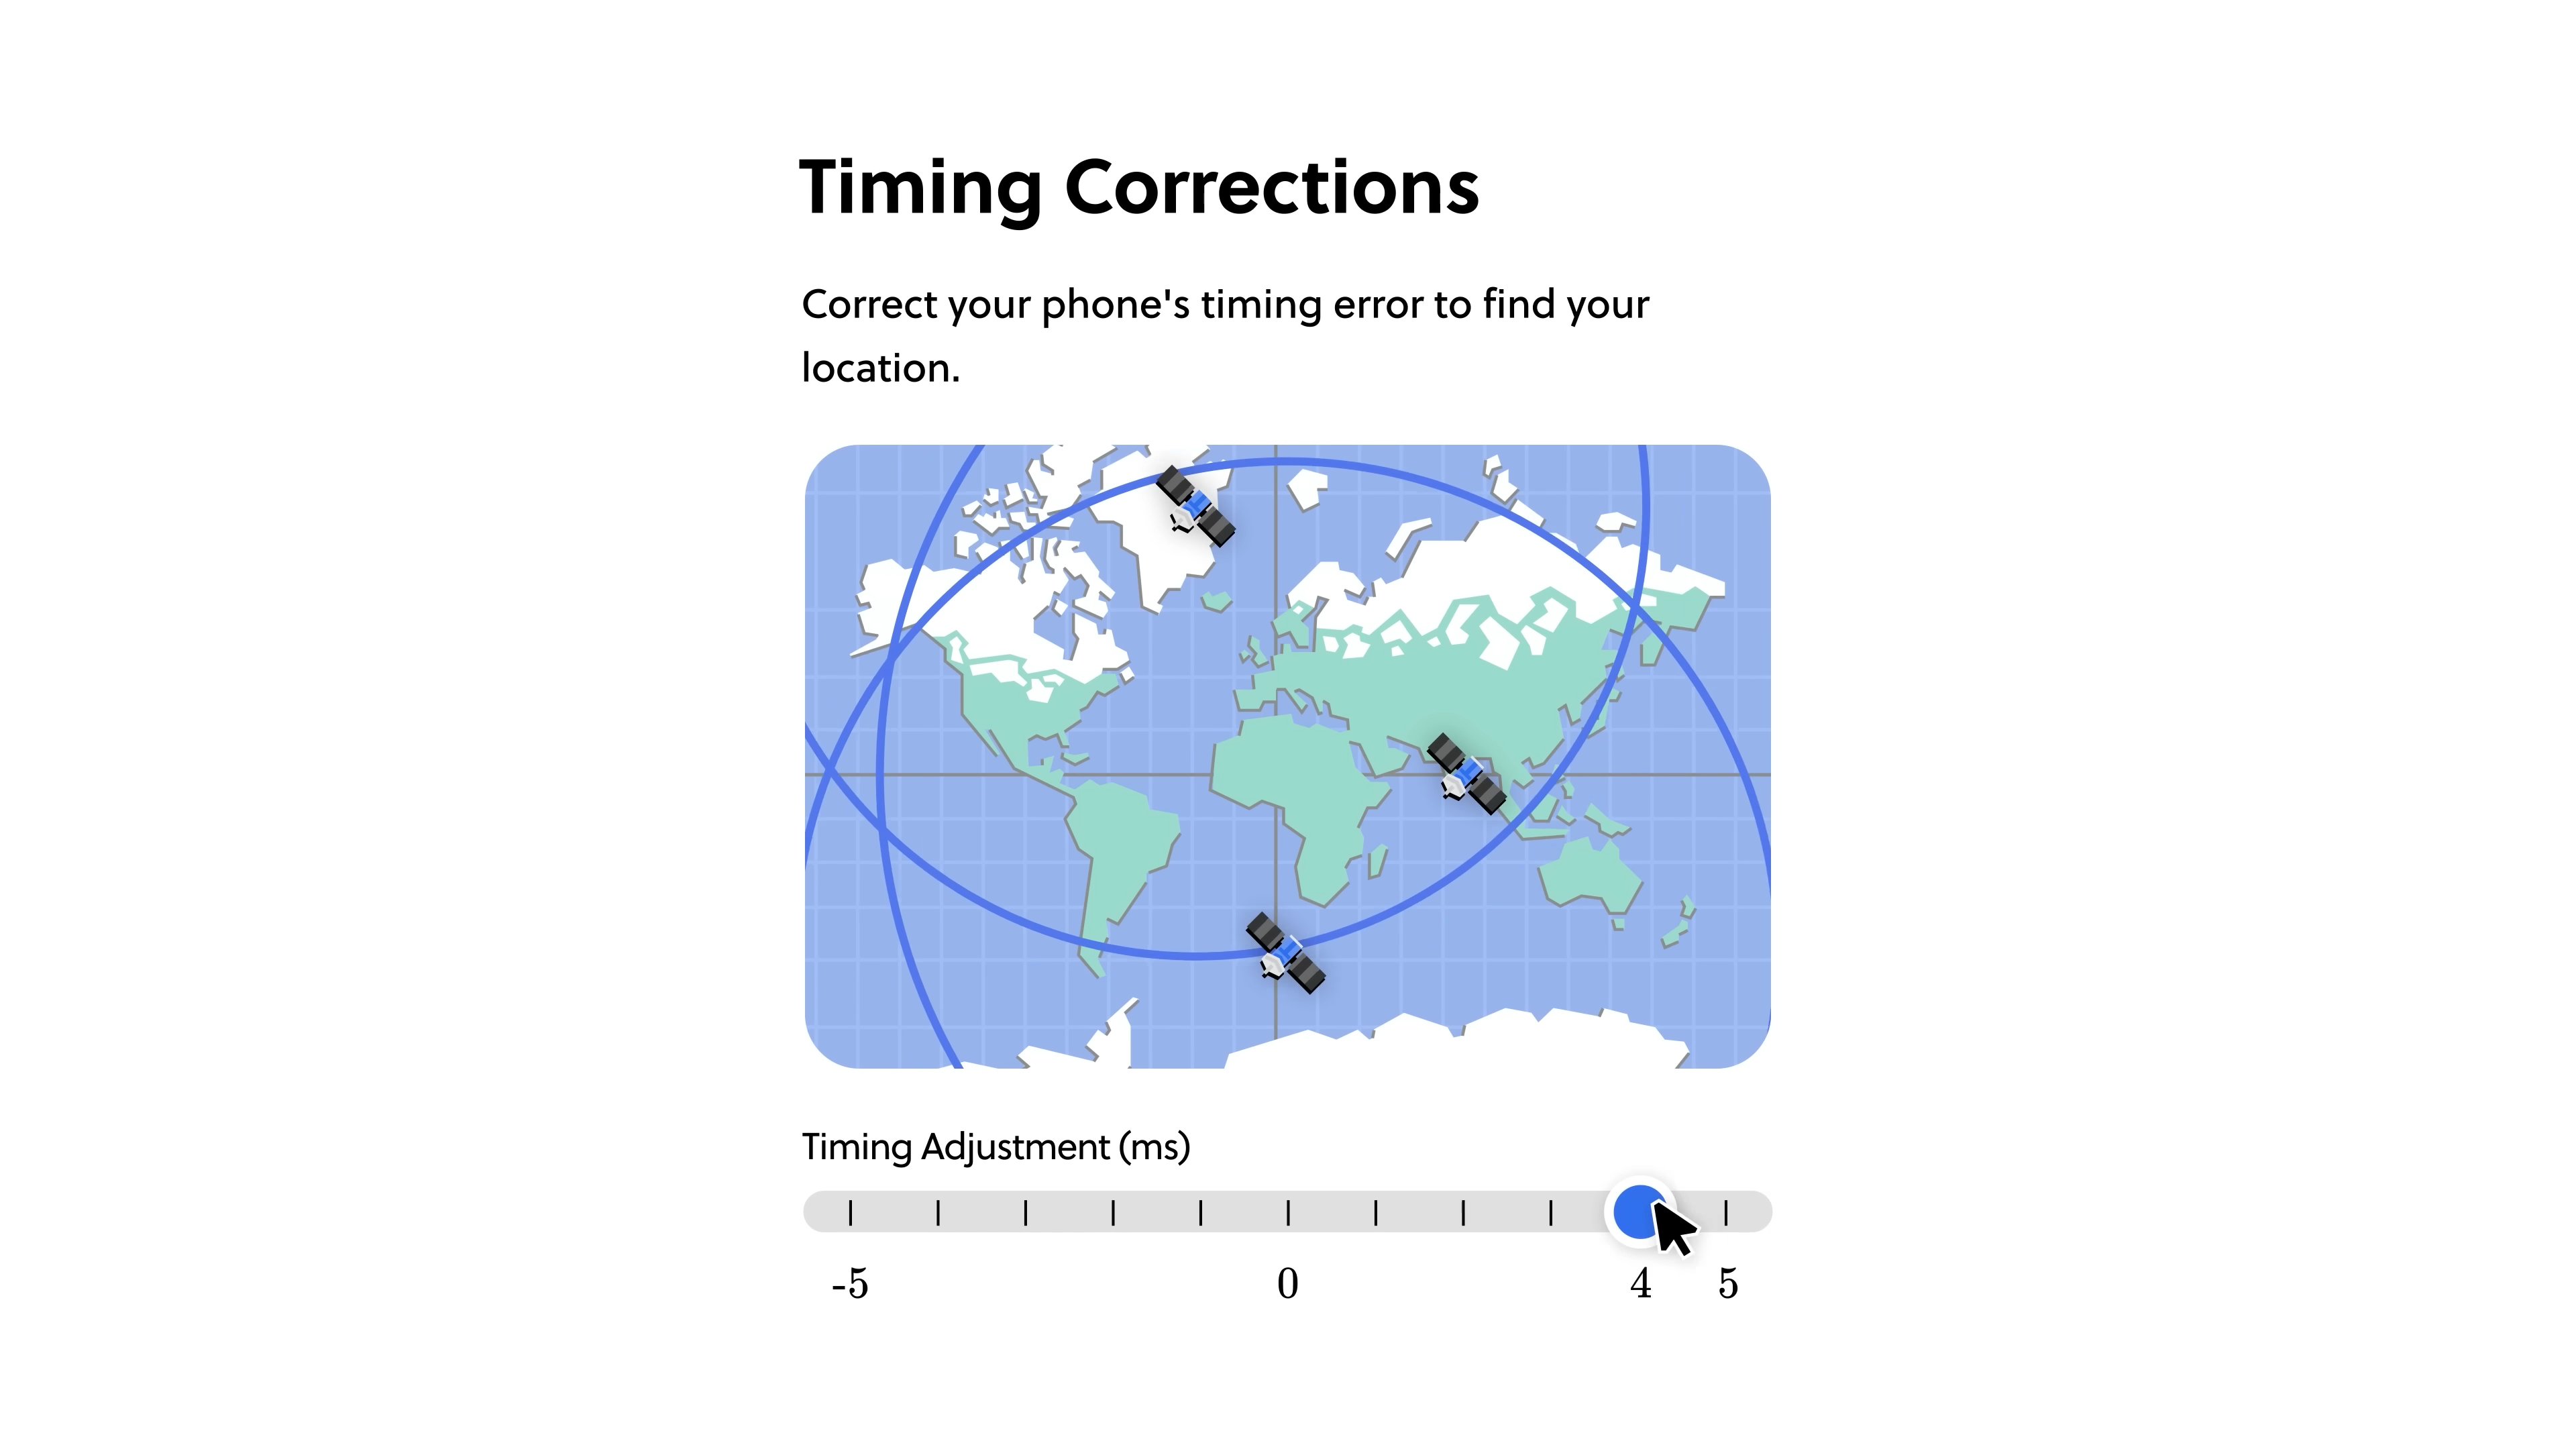 Timing Corrections
Correct your phone's timing error to find your
location.
Timing Adjustment (ms)
-5 0 4 5